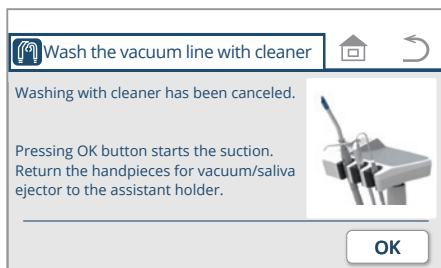 Wash the vacuum line with cleaner
Washing with cleaner has been canceled.
Pressing OK button starts the suction.
Return the handpieces for vacuum/saliva
ejector to the assistant holder.
OK